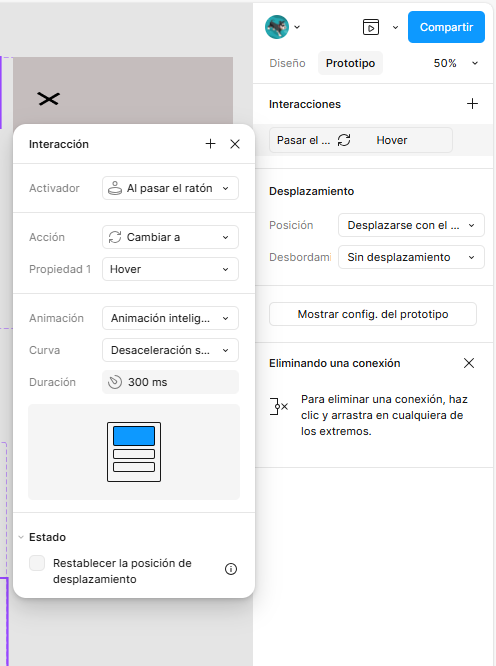 Compartir
Diseño
Prototipo
50%
Interacciones
Pasar el ...
Hover
Desplazamiento
Posición
Desplazarse con el ...
Desbordami
Sin desplazamiento
Mostrar config. del prototipo
Eliminando una conexión
Para eliminar una conexión, haz
clic y arrastra en cualquiera de
los extremos.
Interacción
Activador
Al pasar el ratón
Acción
Cambiar a
Propiedad 1
Hover
Animación
Animación intelig...
Curva
Desaceleración s...
Duración
300 ms
Estado
Restablecer la posición de
desplazamiento